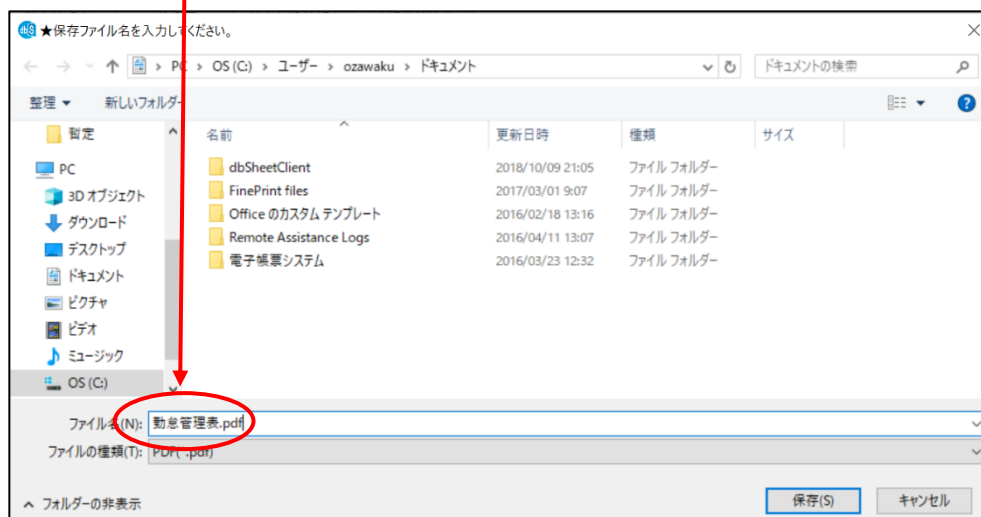 dbS ★保存ファイル名を入力してください。
PC › OS (C:) › ユーザー › ozawaku › ドキュメント
ドキュメントの検索
整理 新しいフォルダー
名前 更新日時 種類 サイズ
暫定
PC
3D オブジェクト
ダウンロード
デスクトップ
ドキュメント
ピクチャ
ビデオ
ミュージック
OS (C:)
dbSheetClient 2018/10/09 21:05 ファイル フォルダー
FinePrint files 2017/03/01 9:07 ファイル フォルダー
Office のカスタム テンプレート 2016/02/18 13:16 ファイル フォルダー
Remote Assistance Logs 2016/04/11 13:07 ファイル フォルダー
電子帳票システム 2016/03/23 12:32 ファイル フォルダー
ファイル名(N): 勤怠管理表.pdf
ファイルの種類(T): PDF(*.pdf)
フォルダーの非表示
保存(S) キャンセル